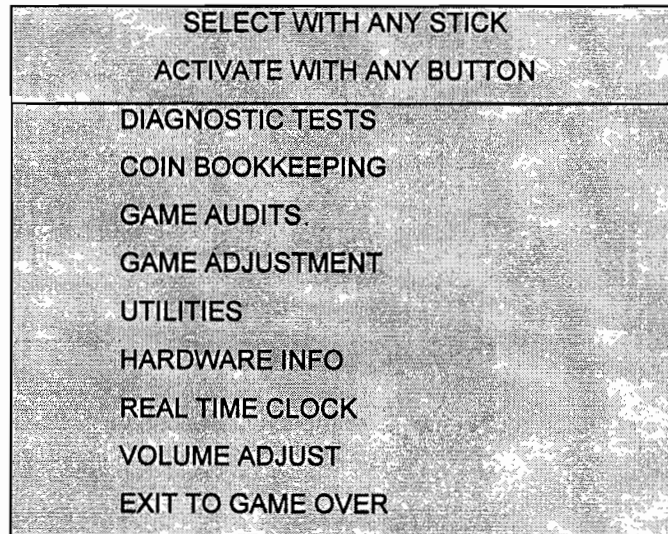 SELECT WITH ANY STICK
ACTIVATE WITH ANY BUTTON
DIAGNOSTIC TESTS
COIN BOOKKEEPING
GAME AUDITS.
GAME ADJUSTMENT
UTILITIES
HARDWARE INFO
REAL TIME CLOCK
VOLUME ADJUST
EXIT TO GAME OVER